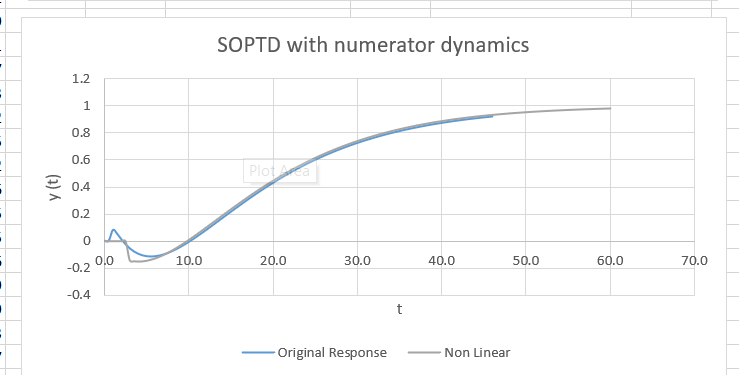 SOPTD with numerator dynamics
1.2
1
0.8
0.6
0.4
0.2
0
-0.2
-0.4
y (t)
Plot Area
0.0 10.0 20.0 30.0 40.0 50.0 60.0 70.0
t
Original Response Non Linear